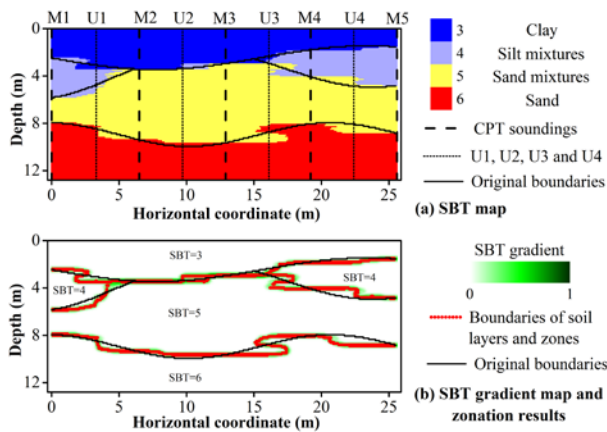 M1 U1 M2 U2 M3 U3 M4 U4 M5
0
4
8
12
Depth (m)
0 5 10 15 20 25
Horizontal coordinate (m)
3 Clay
4 Silt mixtures
5 Sand mixtures
6 Sand
CPT soundings
U1, U2, U3 and U4
Original boundaries
(a) SBT map
0
4
8
12
Depth (m)
SBT=3
SBT=4
SBT=4
SBT=5
SBT=6
0 5 10 15 20 25
Horizontal coordinate (m)
SBT gradient
0 1
Boundaries of soil
layers and zones
Original boundaries
(b) SBT gradient map and
zonation results